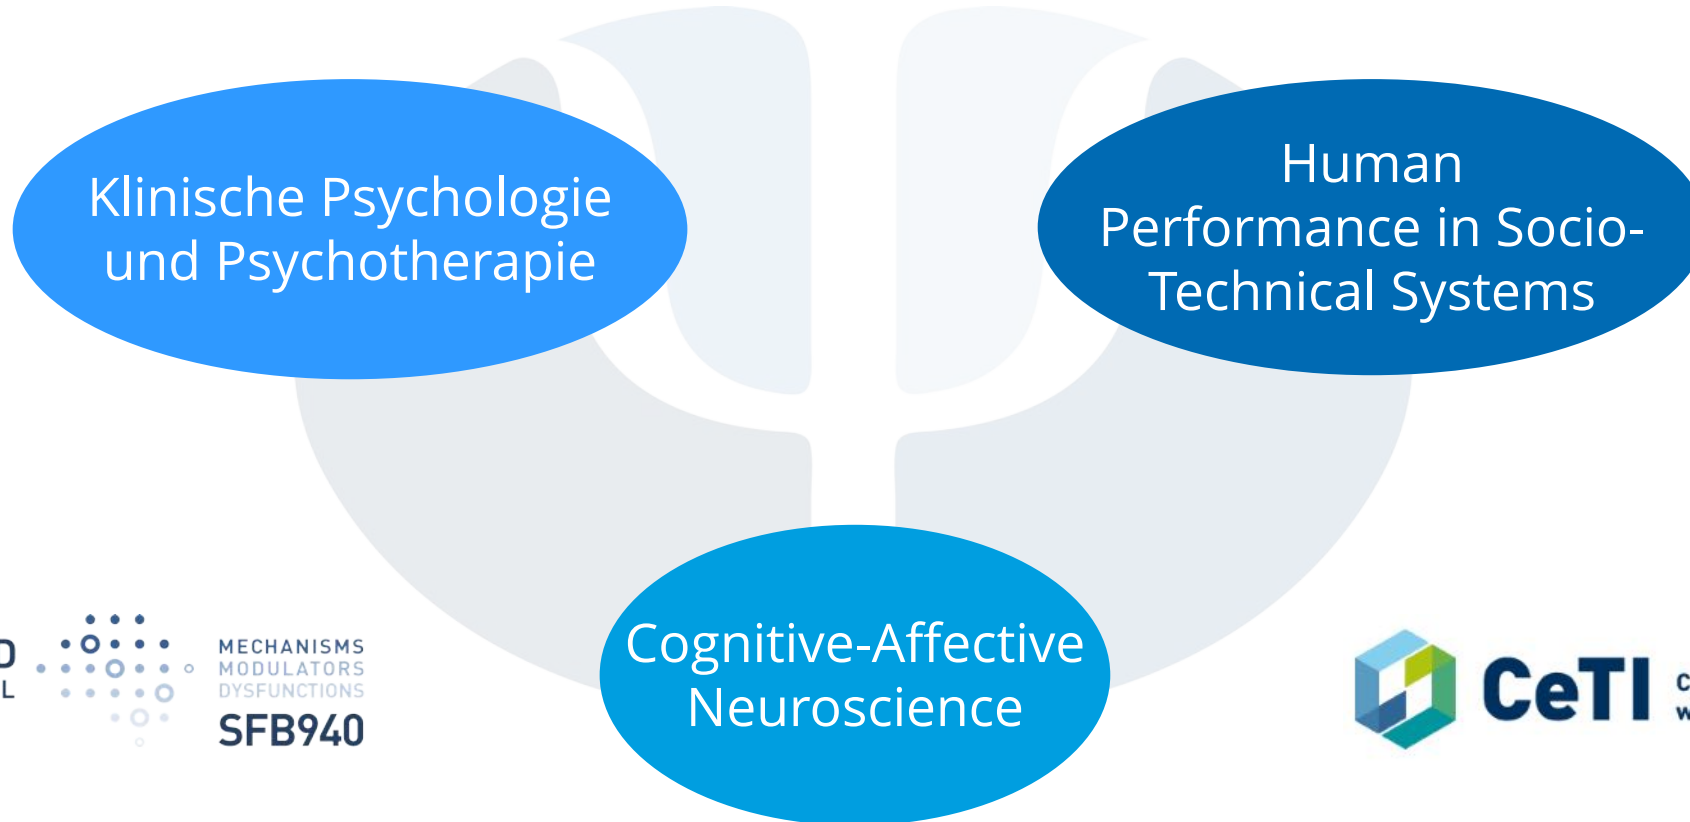 Klinische Psychologie
und Psychotherapie
Human
Performance in Socio-
Technical Systems
Cognitive-Affective
Neuroscience
MECHANISMS
MODULATORS
DYSFUNCTIONS
SFB940
CeTI